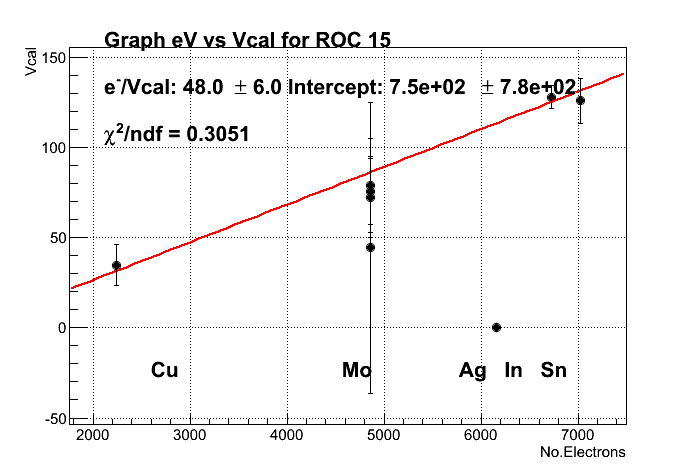 Graph eV vs Vcal for ROC 15
Vcal
e⁻/Vcal: 48.0 ± 6.0 Intercept: 7.5e+02 ± 7.8e+02
χ²/ndf = 0.3051
150
100
50
0
-50
Cu Mo Ag In Sn
2000 3000 4000 5000 6000 7000
No.Electrons